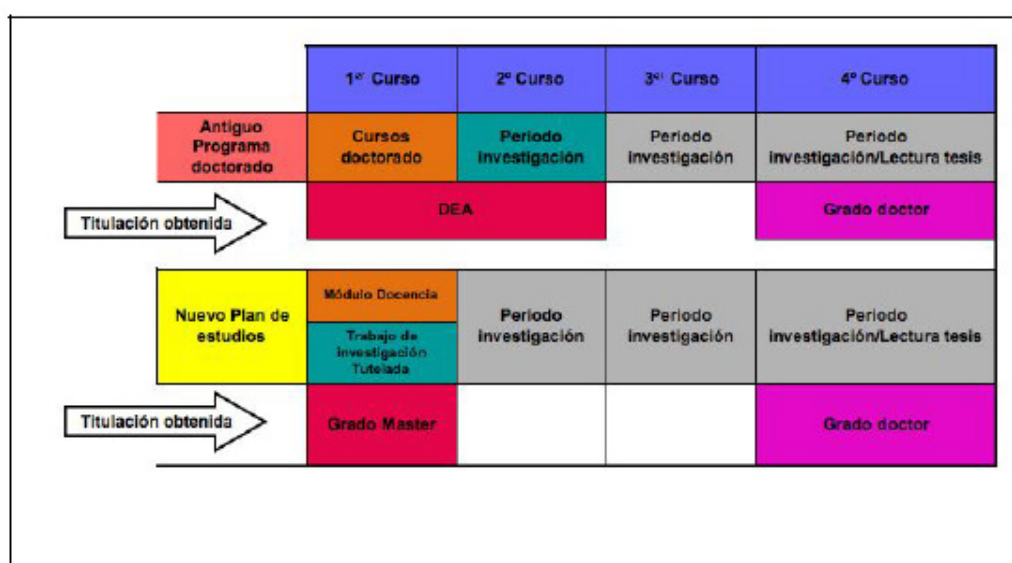 1er Curso
2º Curso
3er Curso
4º Curso
Antiguo
Programa
doctorado
Cursos
doctorado
Periodo
investigación
Periodo
investigación
Periodo
investigación/Lectura tesis
Titulación obtenida
DEA
Grado doctor
Nuevo Plan de
estudios
Módulo Docencia
Trabajo de
investigación
Tutelada
Periodo
investigación
Periodo
investigación
Periodo
investigación/Lectura tesis
Titulación obtenida
Grado Master
Grado doctor